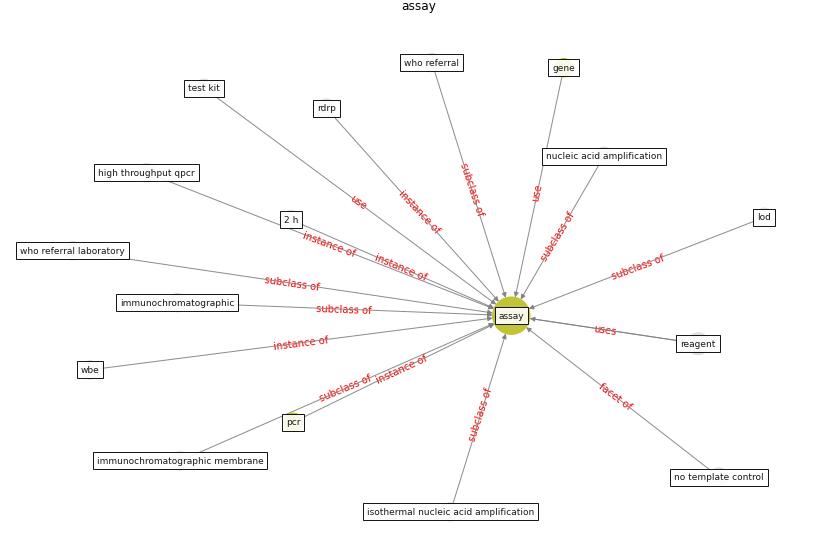 assay
who referral
gene
test kit
rdrp
nucleic acid amplification
high throughput qpcr
use
instance of
subclass of
use
subclass of
2 h
lod
instance of
instance of
who referral laboratory
subclass of
subclass of
immunochromatographic
subclass of
assay
uses
reagent
wbe
instance of
subclass of
instance of
facet of
pcr
subclass of
immunochromatographic membrane
no template control
isothermal nucleic acid amplification